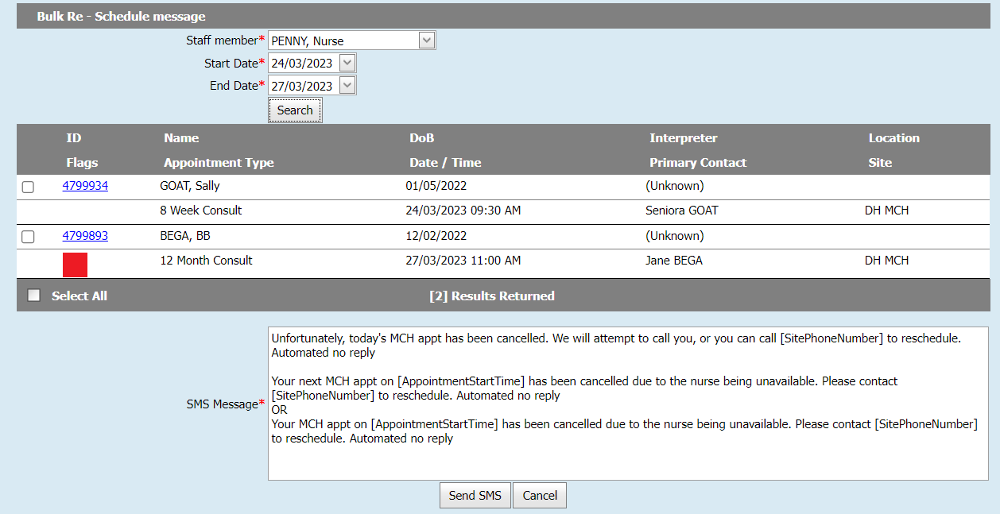 Bulk Re - Schedule message
Staff member* PENNY, Nurse
Start Date* 24/03/2023
End Date* 27/03/2023
Search
ID Name DoB Interpreter Location
Flags Appointment Type Date / Time Primary Contact Site
4799934 GOAT, Sally 01/05/2022 (Unknown)
8 Week Consult 24/03/2023 09:30 AM Seniora GOAT DH MCH
4799893 BEGA, BB 12/02/2022 (Unknown)
12 Month Consult 27/03/2023 11:00 AM Jane BEGA DH MCH
Select All [2] Results Returned
SMS Message*
Unfortunately, today's MCH appt has been cancelled. We will attempt to call you, or you can call [SitePhoneNumber] to reschedule.
Automated no reply
Your next MCH appt on [AppointmentStartTime] has been cancelled due to the nurse being unavailable. Please contact
[SitePhoneNumber] to reschedule. Automated no reply
OR
Your MCH appt on [AppointmentStartTime] has been cancelled due to the nurse being unavailable. Please contact [SitePhoneNumber]
to reschedule. Automated no reply
Send SMS Cancel